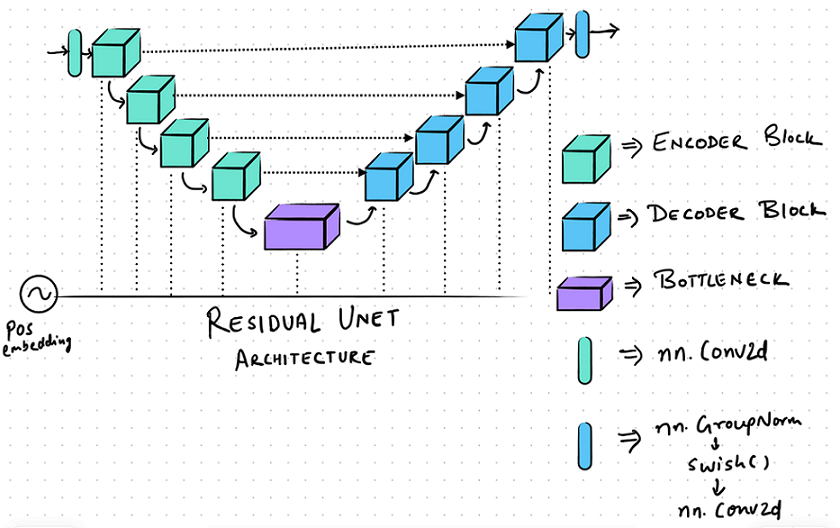 ⇒ ENCODER BLOCK
⇒ DECODER BLOCK
⇒ BOTTLENECK
POS
embedding
RESIDUAL UNET
ARCHITECTURE
⇒ nn.Conv2d
⇒ nn.GroupNorm
↓
swish()
↓
nn.Conv2d